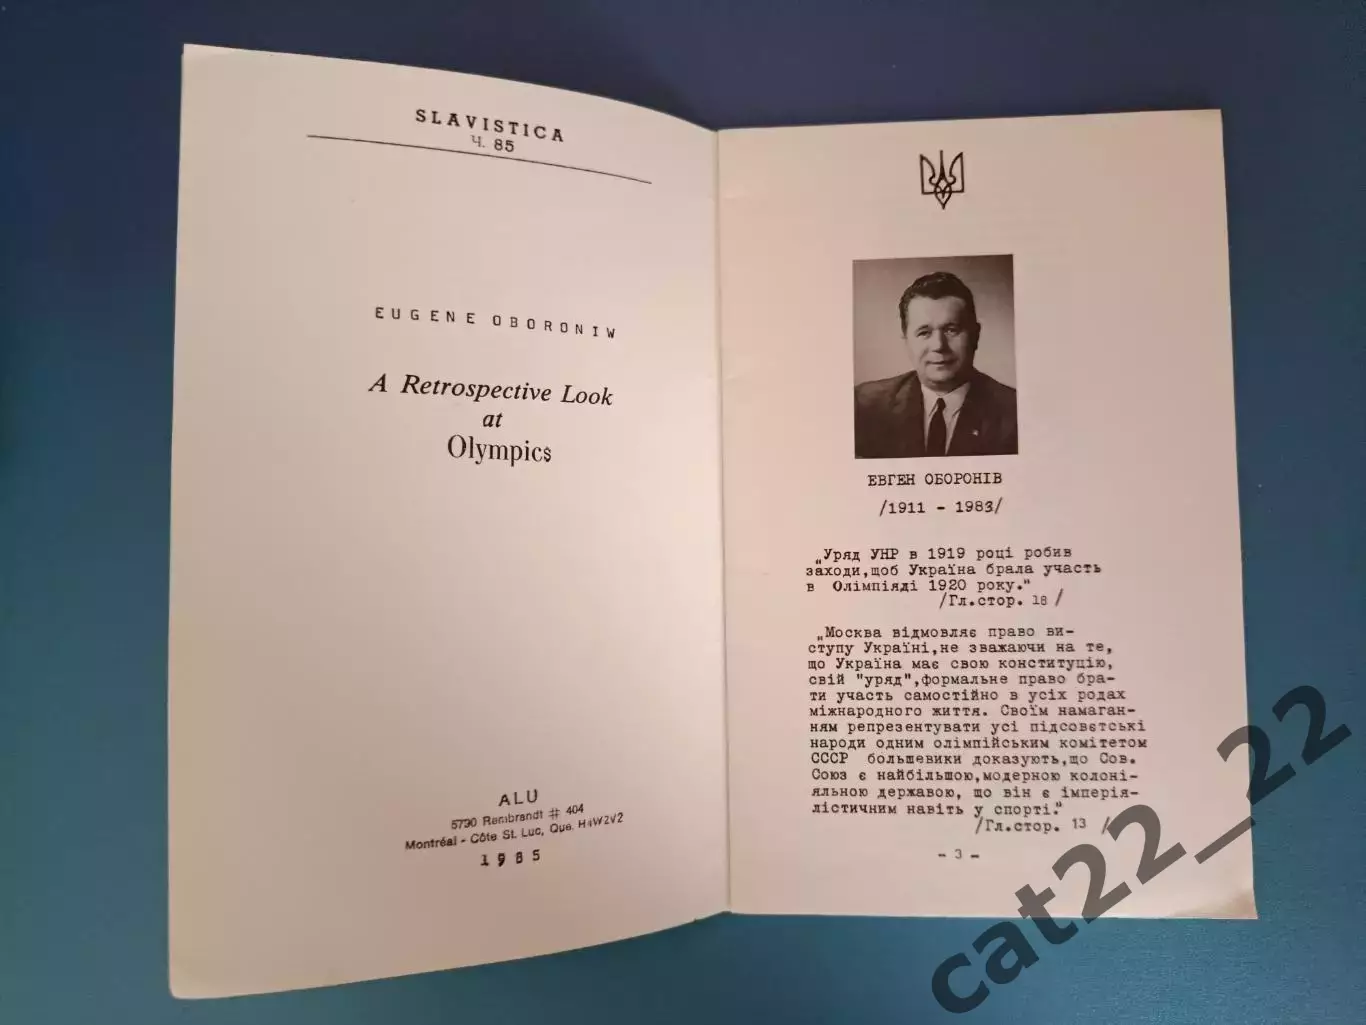 SLAVISTICA
Ч. 85
EUGENE OBORONIW
A Retrospective Look
at
Olympics
ALU
5790 Rembrandt # 404
Montréal - Côte St. Luc, Que. H4W2V2
1985
ЕВГЕН ОБОРОНІВ
/1911 - 1983/
„Уряд УНР в 1919 році робив
заходи,щоб Україна брала участь
в Олімпіяді 1920 року."
/Гл.стор. 18 /
„Москва відмовляє право ви-
ступу Україні,не зважаючи на те,
що Україна має свою конституцію,
свій "уряд",формальне право бра-
ти участь самостійно в усіх родах
міжнародного життя. Своїм намаган-
ням репрезентувати усі підсовєтські
народи одним олімпійським комітетом
СССР большевики доказують,що Сов.
Союз є найбільшою,модерною колоні-
яльною державою, що він є імперія-
лістичним навіть у спорті."
/Гл.стор. 13 /
- 3 -
cat22_22